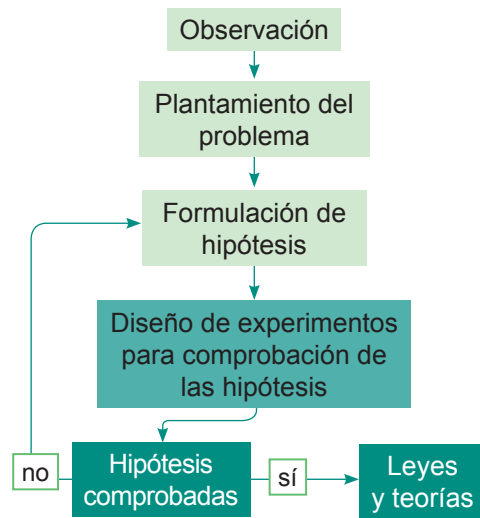 Observación
Plantamiento del
problema
Formulación de
hipótesis
Diseño de experimentos
para comprobación de
las hipótesis
no
Hipótesis
comprobadas
sí
Leyes
y teorías